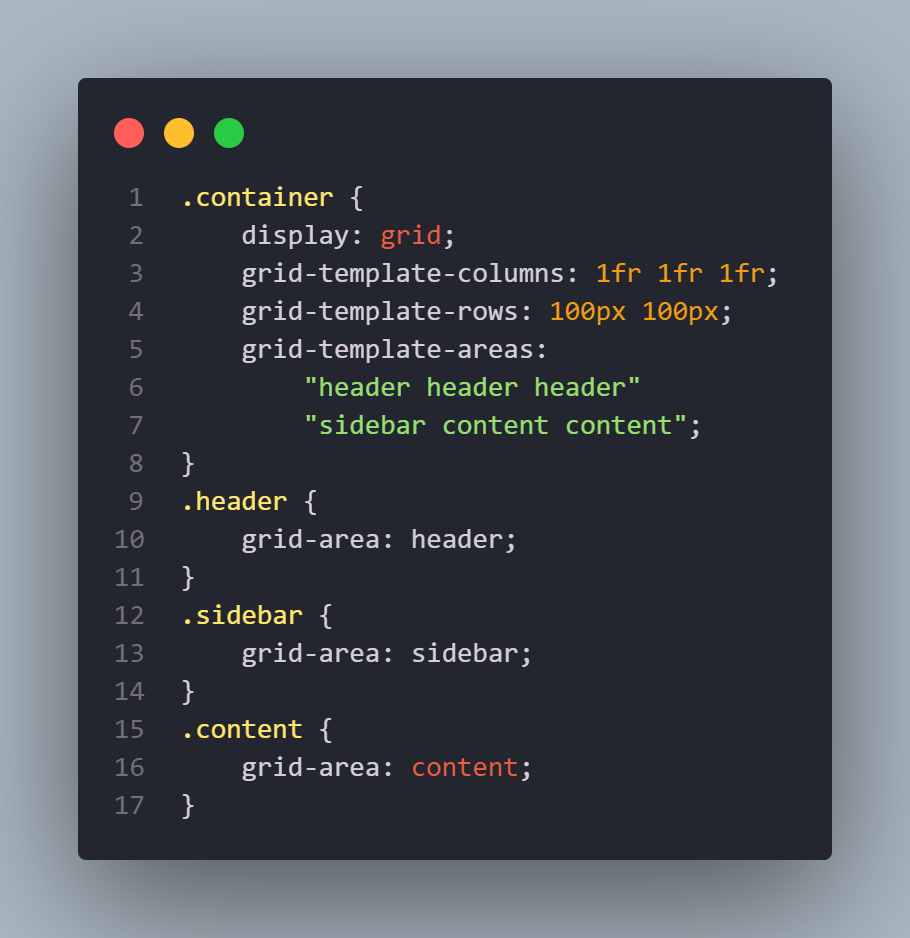 1 .container {
2     display: grid;
3     grid-template-columns: 1fr 1fr 1fr;
4     grid-template-rows: 100px 100px;
5     grid-template-areas:
6         "header header header"
7         "sidebar content content";
8 }
9 .header {
10     grid-area: header;
11 }
12 .sidebar {
13     grid-area: sidebar;
14 }
15 .content {
16     grid-area: content;
17 }